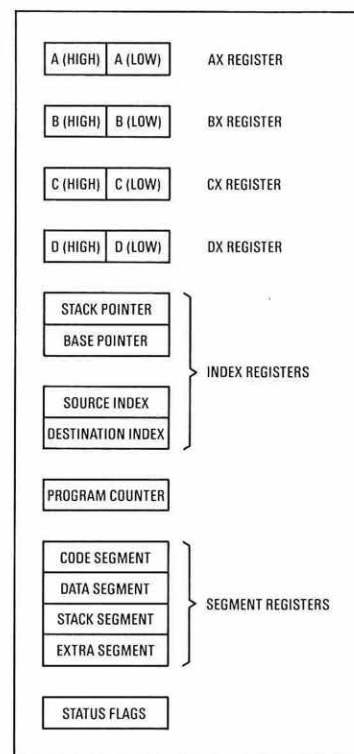 A (HIGH) A (LOW) AX REGISTER
B (HIGH) B (LOW) BX REGISTER
C (HIGH) C (LOW) CX REGISTER
D (HIGH) D (LOW) DX REGISTER
STACK POINTER
BASE POINTER
INDEX REGISTERS
SOURCE INDEX
DESTINATION INDEX
PROGRAM COUNTER
CODE SEGMENT
DATA SEGMENT
SEGMENT REGISTERS
STACK SEGMENT
EXTRA SEGMENT
STATUS FLAGS